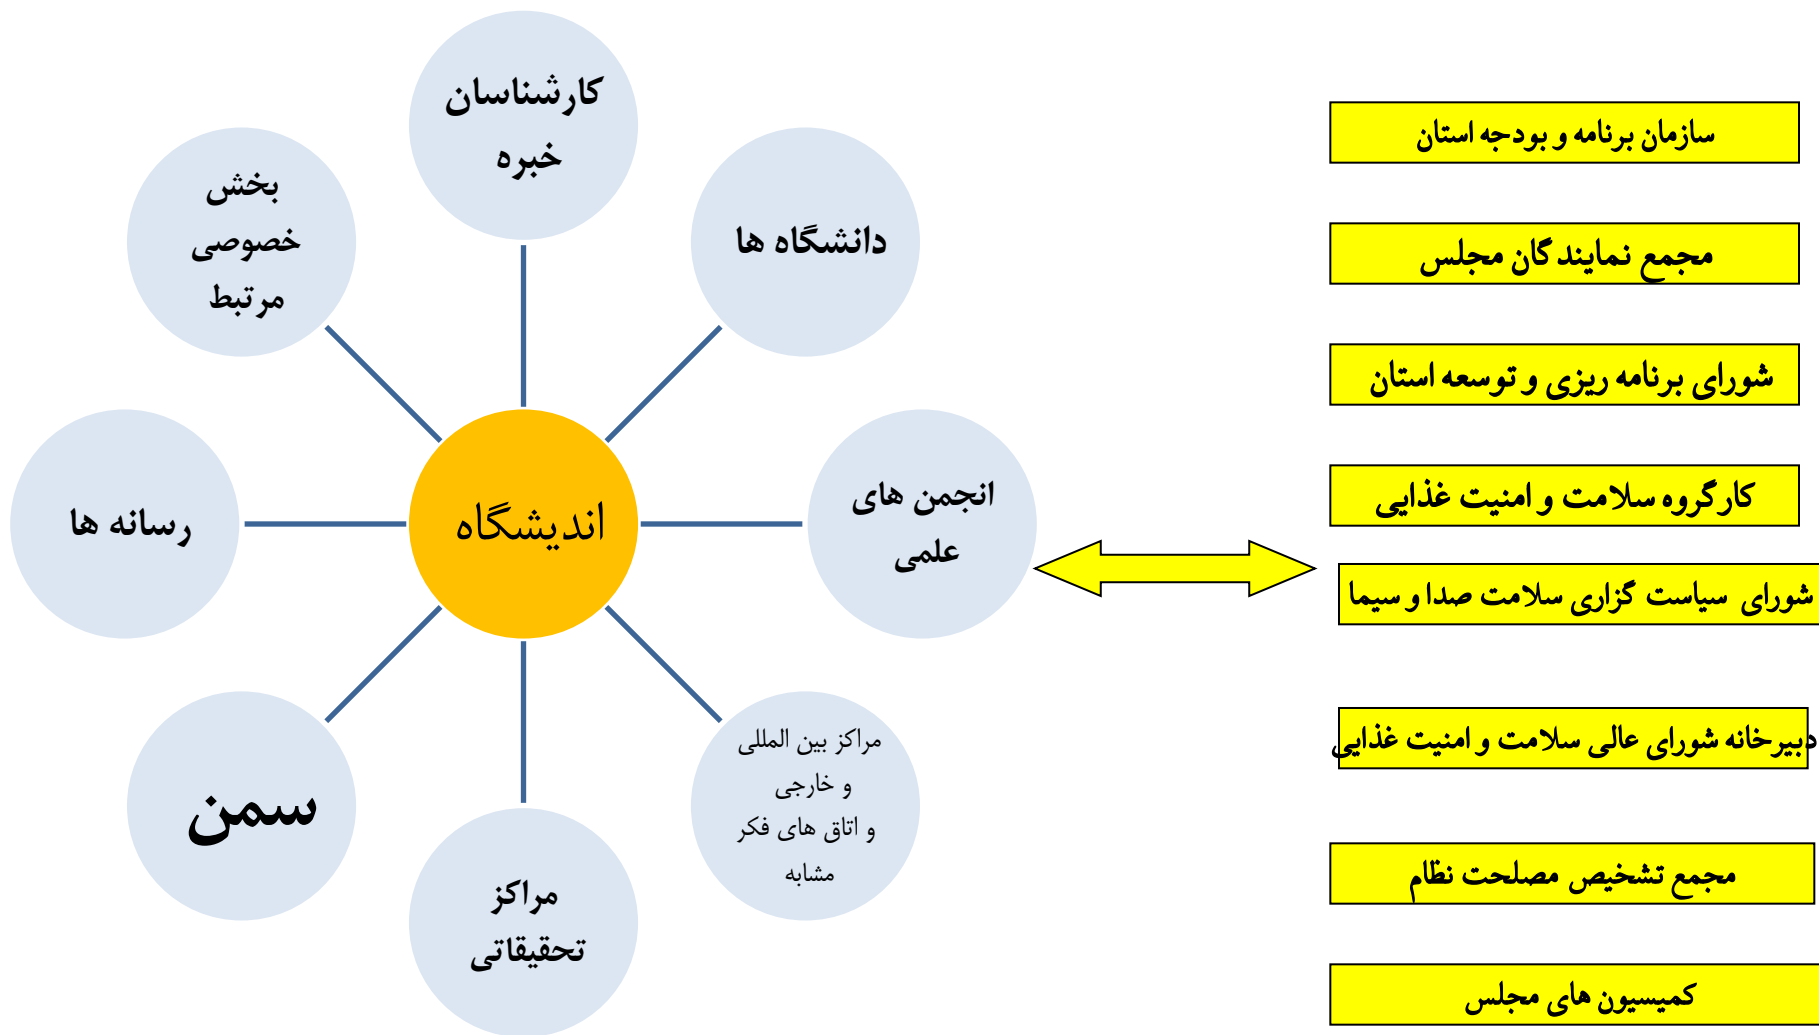 کارشناسان
خبره
دانشگاه ها
انجمن های
علمی
مراکز بین المللی
و خارجی
و اتاق های فکر
مشابه
مراکز
تحقیقاتی
سمن
رسانه ها
بخش
خصوصی
مرتبط
اندیشگاه
سازمان برنامه و بودجه استان
مجمع نمایندگان مجلس
شورای برنامه ریزی و توسعه استان
کارگروه سلامت و امنیت غذایی
شورای سیاست گزاری سلامت صدا و سیما
دبیرخانه شورای عالی سلامت و امنیت غذایی
مجمع تشخیص مصلحت نظام
کمیسیون های مجلس